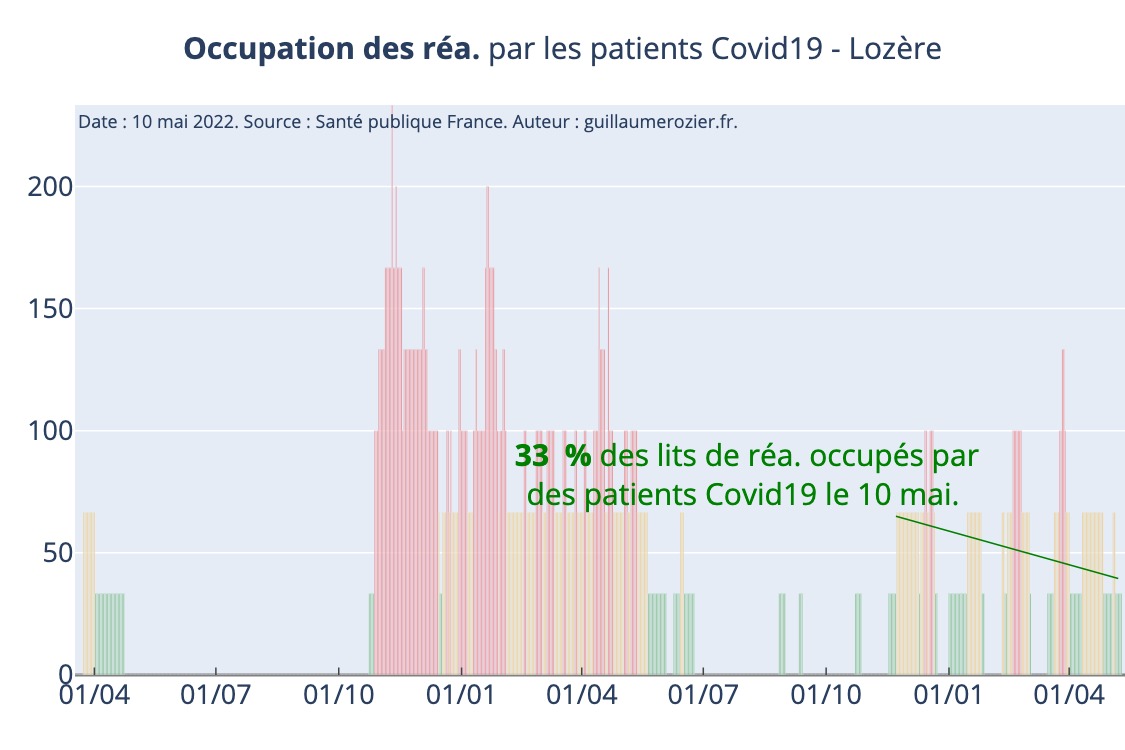 Occupation des réa. par les patients Covid19 - Lozère
Date : 10 mai 2022. Source : Santé publique France. Auteur : guillaumerozier.fr.
200
150
100
33  % des lits de réa. occupés par
des patients Covid19 le 10 mai.
50
0
01/04 01/07 01/10 01/01 01/04 01/07 01/10 01/01 01/04